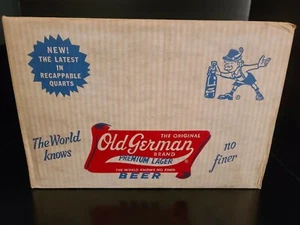 NEW!
THE LATEST
IN
RECAPPABLE
QUARTS
The World
knows
THE ORIGINAL
Old German
BRAND
PREMIUM LAGER
THE WORLD KNOWS NO FINER
BEER
no
finer